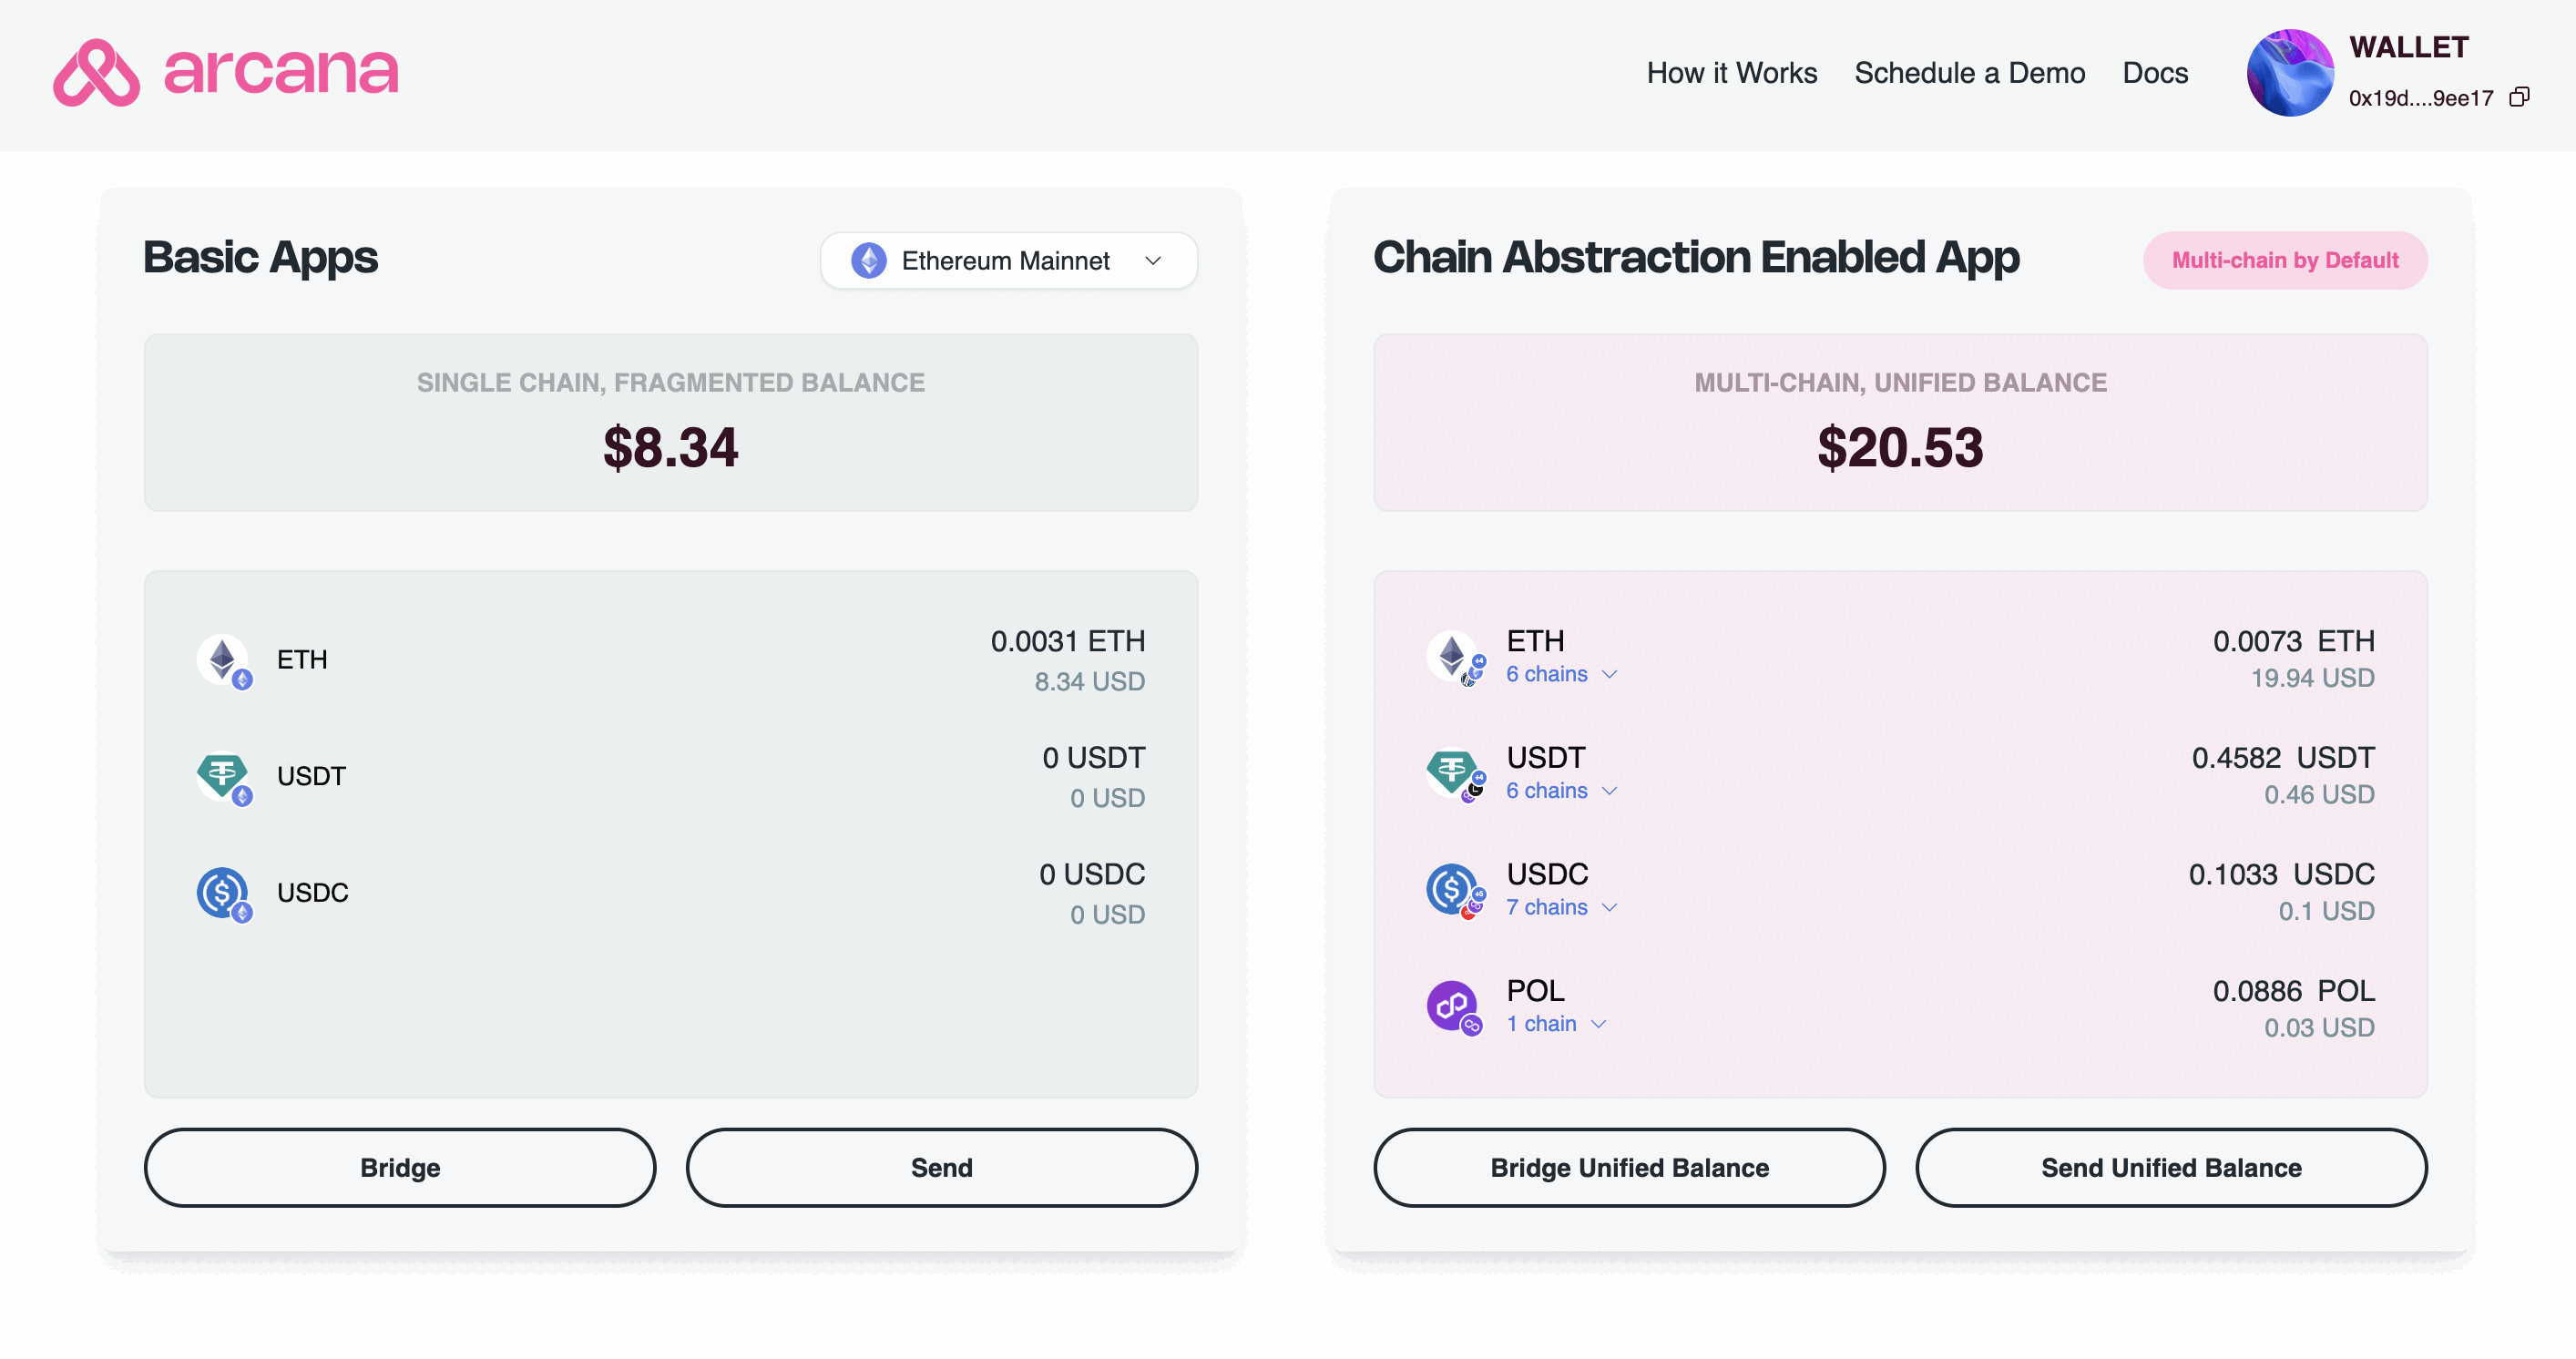 arcana
How it Works Schedule a Demo Docs
WALLET
0x19d....9ee17
Basic Apps
Ethereum Mainnet
SINGLE CHAIN, FRAGMENTED BALANCE
$8.34
ETH
0.0031 ETH
8.34 USD
USDT
0 USDT
0 USD
USDC
0 USDC
0 USD
Bridge
Send
Chain Abstraction Enabled App
Multi-chain by Default
MULTI-CHAIN, UNIFIED BALANCE
$20.53
ETH
6 chains
+4
0.0073 ETH
19.94 USD
USDT
6 chains
+4
0.4582 USDT
0.46 USD
USDC
7 chains
+5
0.1033 USDC
0.1 USD
POL
1 chain
0.0886 POL
0.03 USD
Bridge Unified Balance
Send Unified Balance